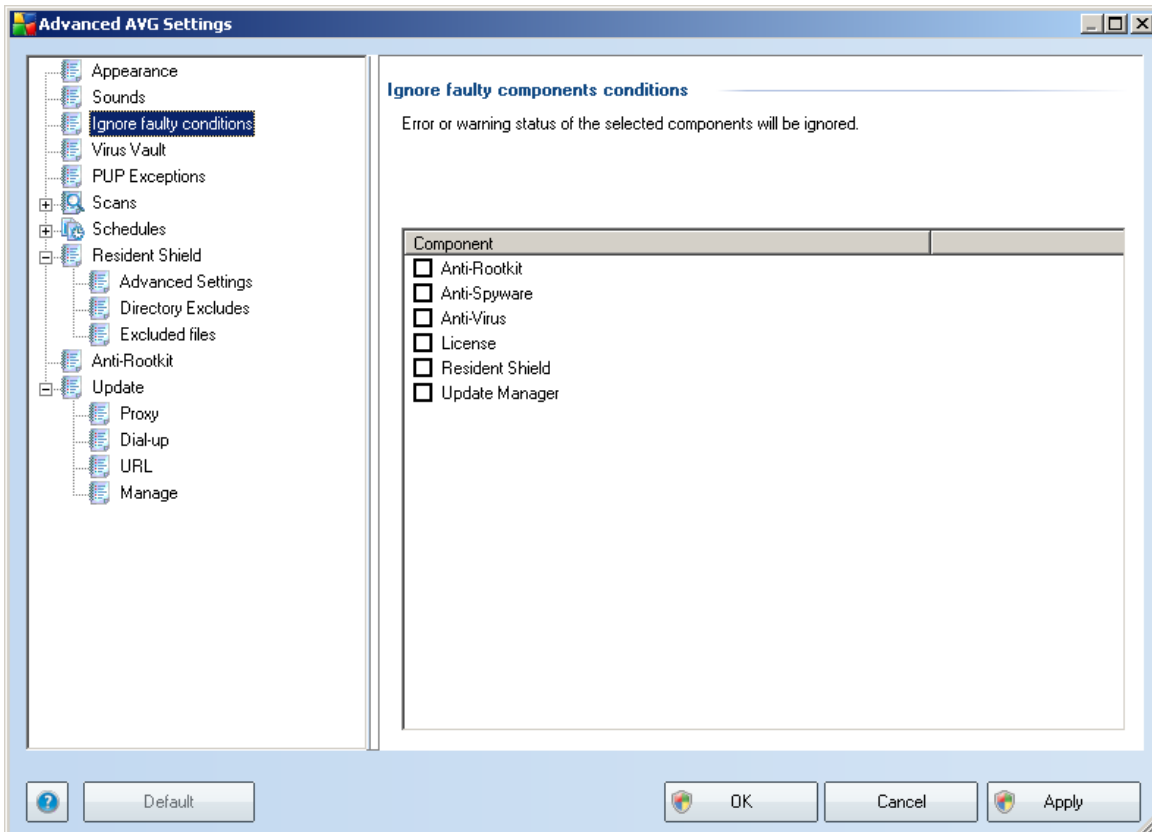 Advanced AVG Settings
Appearance
Sounds
Ignore faulty conditions
Virus Vault
PUP Exceptions
Scans
Schedules
Resident Shield
Advanced Settings
Directory Excludes
Excluded files
Anti-Rootkit
Update
Proxy
Dial-up
URL
Manage
Ignore faulty components conditions
Error or warning status of the selected components will be ignored.
Component
Anti-Rootkit
Anti-Spyware
Anti-Virus
License
Resident Shield
Update Manager
Default
OK
Cancel
Apply